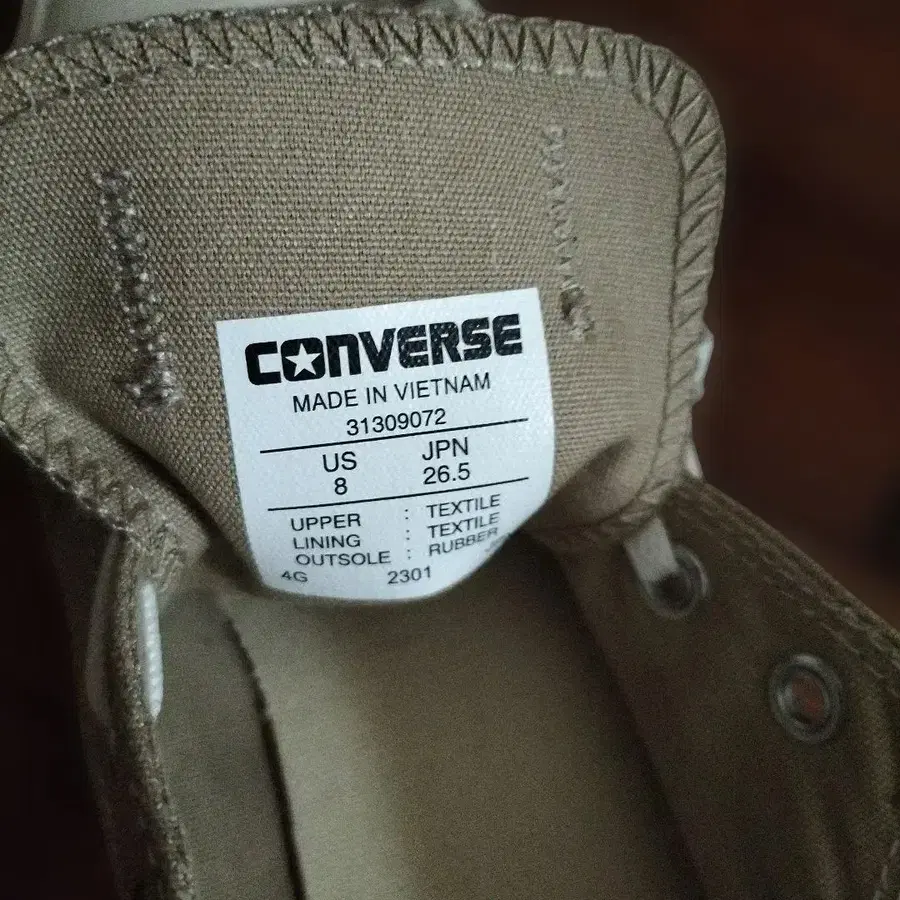 CONVERSE
MADE IN VIETNAM
31309072
US JPN
8 26.5
UPPER : TEXTILE
LINING : TEXTILE
OUTSOLE : RUBBER
4G 2301